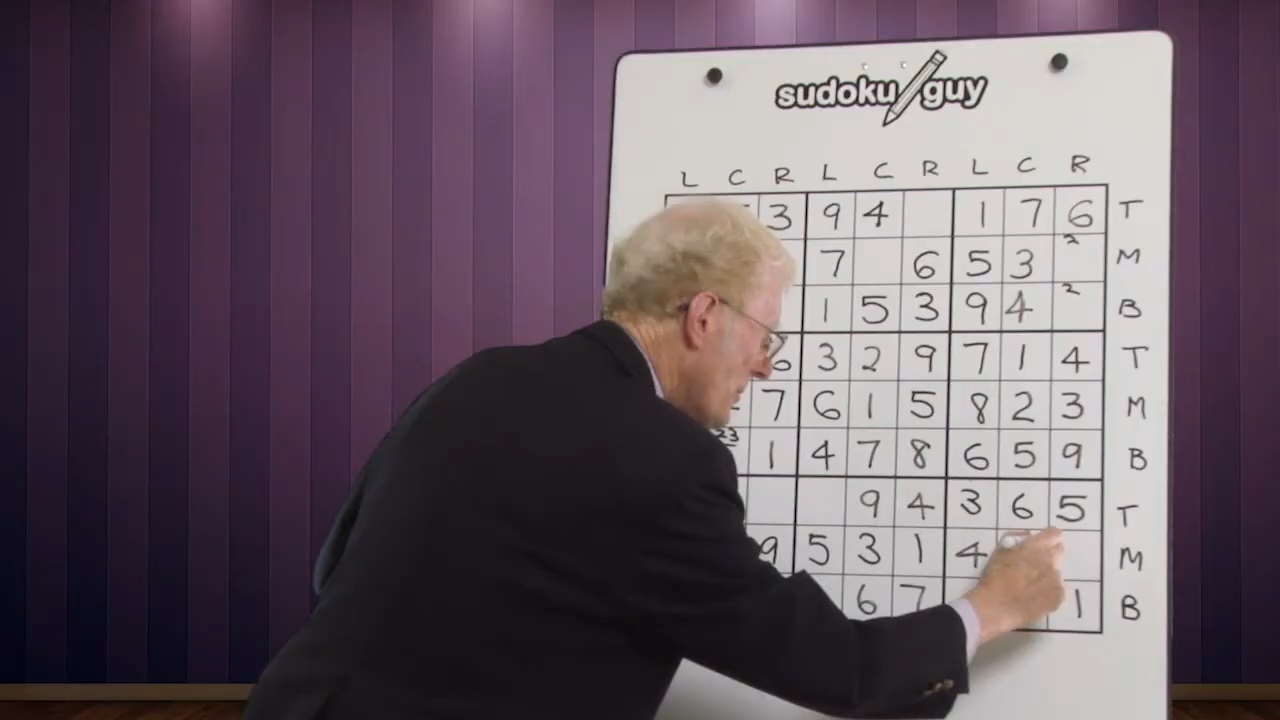 sudoku guy
L C R L C R L C R
3 9 4 1 7 6 T
7 6 5 3 2 M
1 5 3 9 4 2 B
6 3 2 9 7 1 4 T
7 6 1 5 8 2 3 M
23 1 4 7 8 6 5 9 B
9 4 3 6 5 T
9 5 3 1 4 M
6 7 1 B